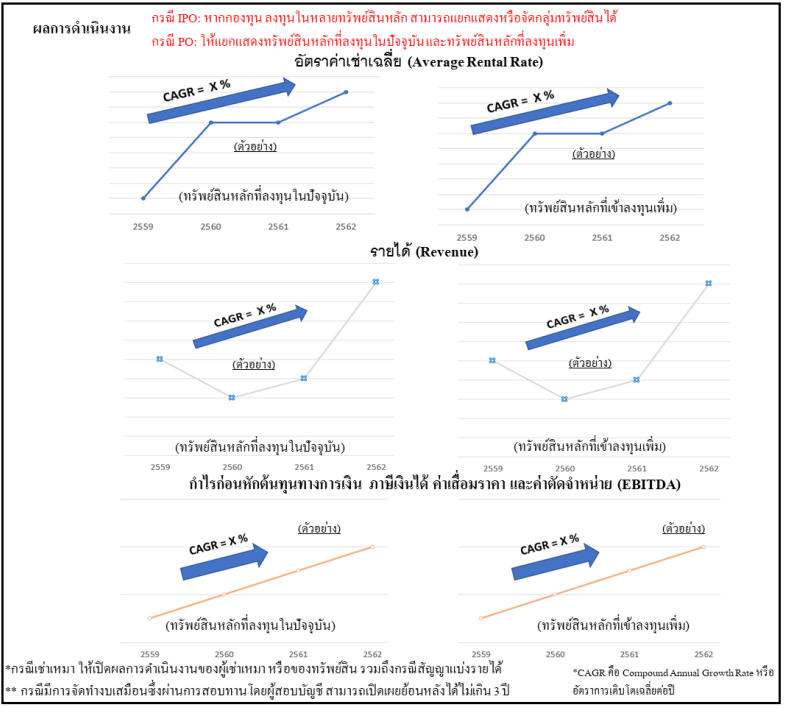 ผลการดำเนินงาน
กรณี IPO: หากกองทุน ลงทุนในหลายทรัพย์สินหลัก สามารถแยกแสดงหรือจัดกลุ่มทรัพย์สินได้
กรณี PO: ให้แยกแสดงทรัพย์สินหลักที่ลงทุนในปัจจุบันและทรัพย์สินหลักที่ลงทุนเพิ่ม
อัตราค่าเช่าเฉลี่ย (Average Rental Rate)
CAGR = X %
(ตัวอย่าง)
(ทรัพย์สินหลักที่ลงทุนในปัจจุบัน)
2559 2560 2561 2562
CAGR = X %
(ตัวอย่าง)
(ทรัพย์สินหลักที่เข้าลงทุนเพิ่ม)
2559 2560 2561 2562
รายได้ (Revenue)
CAGR = X %
(ตัวอย่าง)
(ทรัพย์สินหลักที่ลงทุนในปัจจุบัน)
2559 2560 2561 2562
CAGR = X %
(ตัวอย่าง)
(ทรัพย์สินหลักที่เข้าลงทุนเพิ่ม)
2559 2560 2561 2562
กำไรก่อนหักต้นทุนทางการเงิน ภาษีเงินได้ ค่าเสื่อมราคา และค่าตัดจำหน่าย (EBITDA)
CAGR = X %
(ตัวอย่าง)
(ทรัพย์สินหลักที่ลงทุนในปัจจุบัน)
2559 2560 2561 2562
CAGR = X %
(ตัวอย่าง)
(ทรัพย์สินหลักที่เข้าลงทุนเพิ่ม)
2559 2560 2561 2562
*กรณีเช่าเหมา ให้เปิดผลการดำเนินงานของผู้เช่าเหมา หรือของทรัพย์สิน รวมถึงกรณีสัญญาแบ่งรายได้
** กรณีมีการจัดทำงบเสมือนซึ่งผ่านการสอบทานโดยผู้สอบบัญชี สามารถเปิดเผยย้อนหลังได้ไม่เกิน 3 ปี
*CAGR คือ Compound Annual Growth Rate หรือ
อัตราการเติบโตเฉลี่ยต่อปี